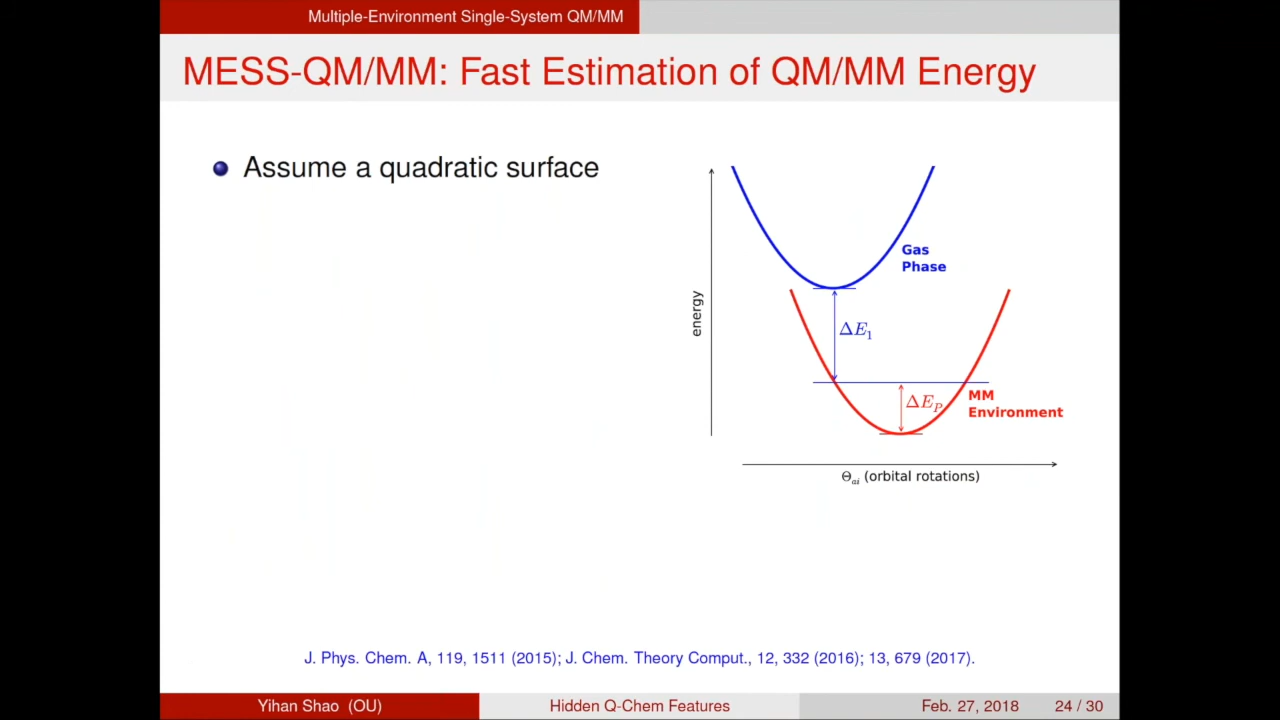 Multiple-Environment Single-System QM/MM
MESS-QM/MM: Fast Estimation of QM/MM Energy
Assume a quadratic surface
Gas
Phase
energy
ΔE₁
ΔE_P
MM
Environment
Θ_ai (orbital rotations)
J. Phys. Chem. A, 119, 1511 (2015); J. Chem. Theory Comput., 12, 332 (2016); 13, 679 (2017).
Yihan Shao (OU)
Hidden Q-Chem Features
Feb. 27, 2018
24 / 30